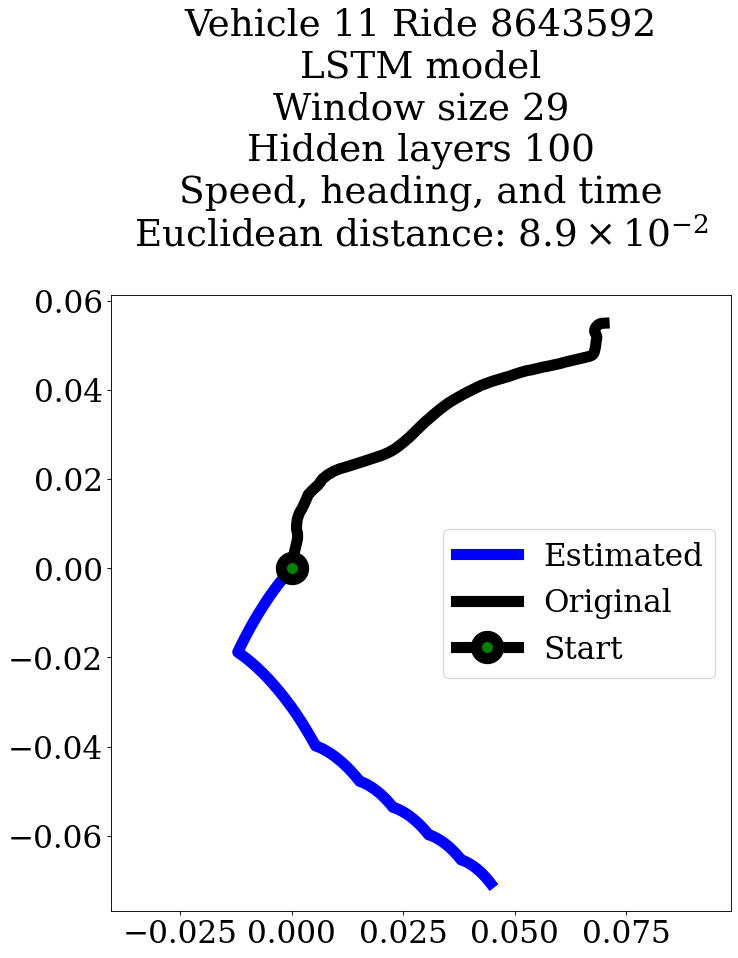 Vehicle 11 Ride 8643592
LSTM model
Window size 29
Hidden layers 100
Speed, heading, and time
Euclidean distance: 8.9 × 10⁻²
0.06
0.04
0.02
0.00
−0.02
−0.04
−0.06
Estimated
Original
Start
−0.025 0.000 0.025 0.050 0.075